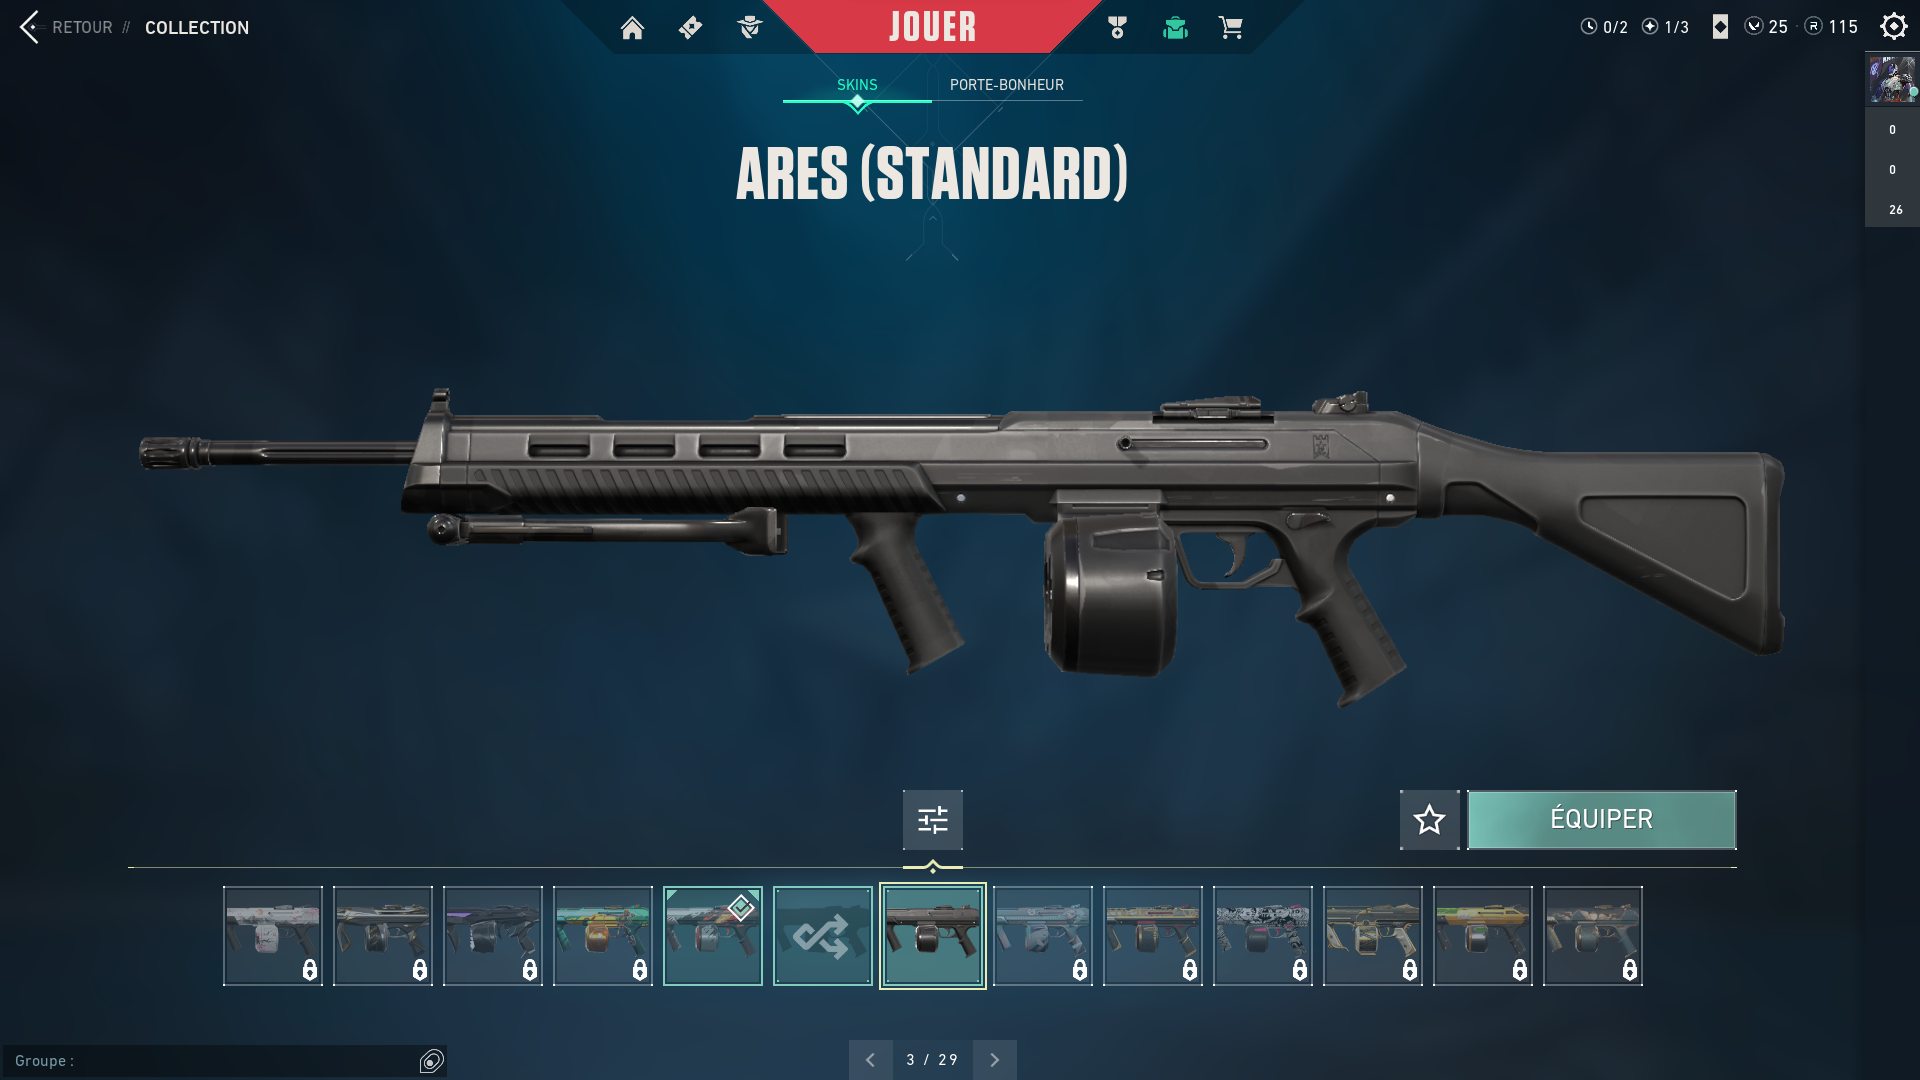 RETOUR // COLLECTION
JOUER
0/2
1/3
25
115
SKINS
PORTE-BONHEUR
ARES (STANDARD)
0
0
26
ÉQUIPER
Groupe :
3 / 29